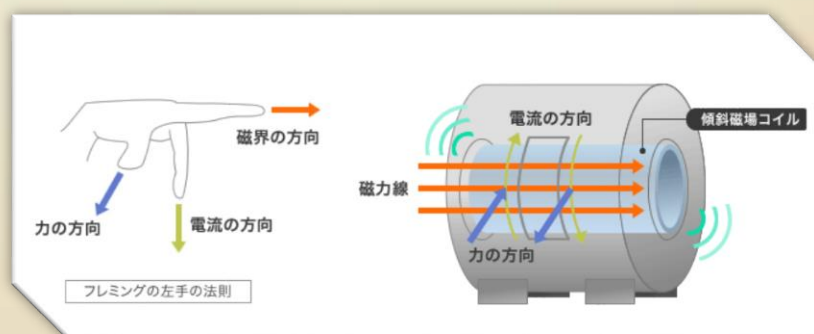 磁界の方向
力の方向
電流の方向
フレミングの左手の法則
電流の方向
傾斜磁場コイル
磁力線
力の方向